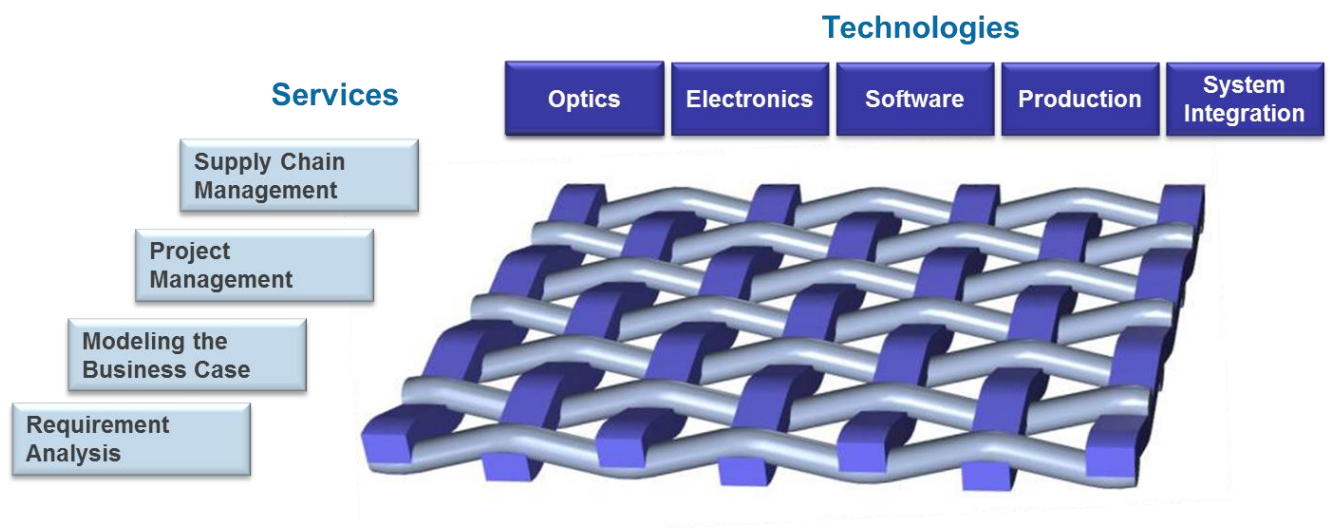 Technologies
Services
Optics
Electronics
Software
Production
System
Integration
Supply Chain
Management
Project
Management
Modeling the
Business Case
Requirement
Analysis